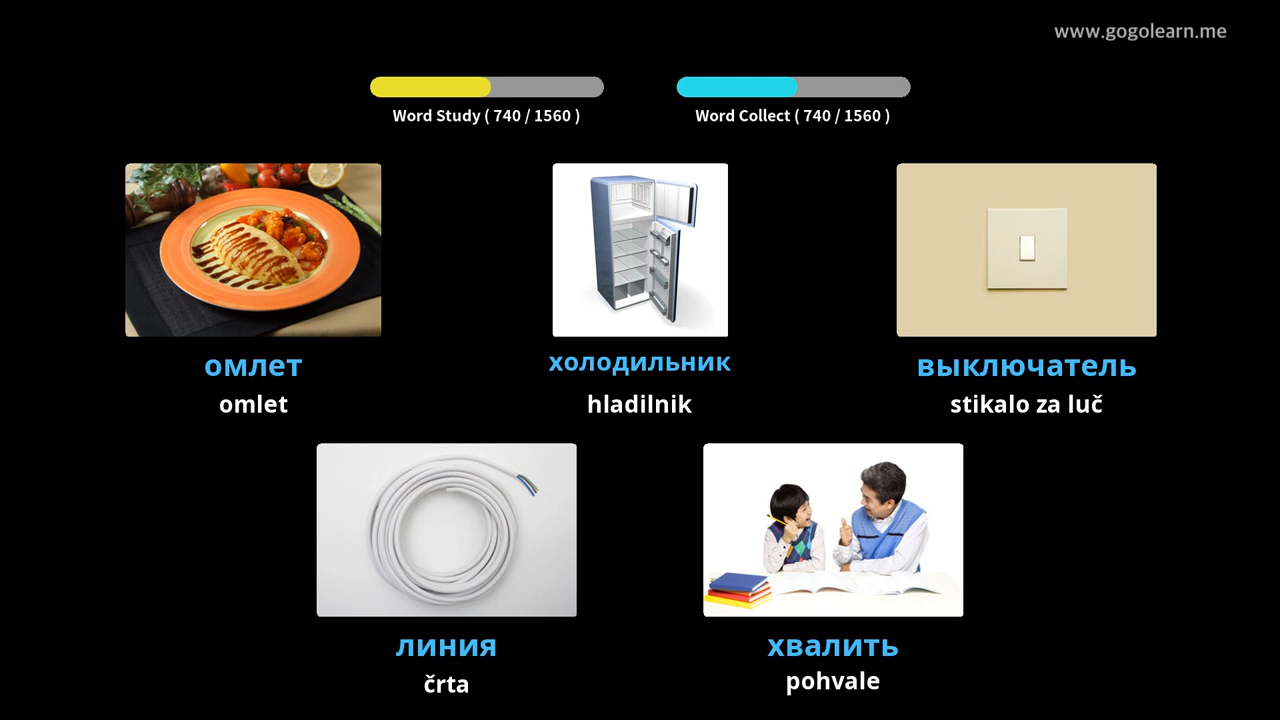 www.gogolearn.me
Word Study ( 740 / 1560 )
Word Collect ( 740 / 1560 )
омлет
omlet
холодильник
hladilnik
выключатель
stikalo za luč
линия
črta
хвалить
pohvale